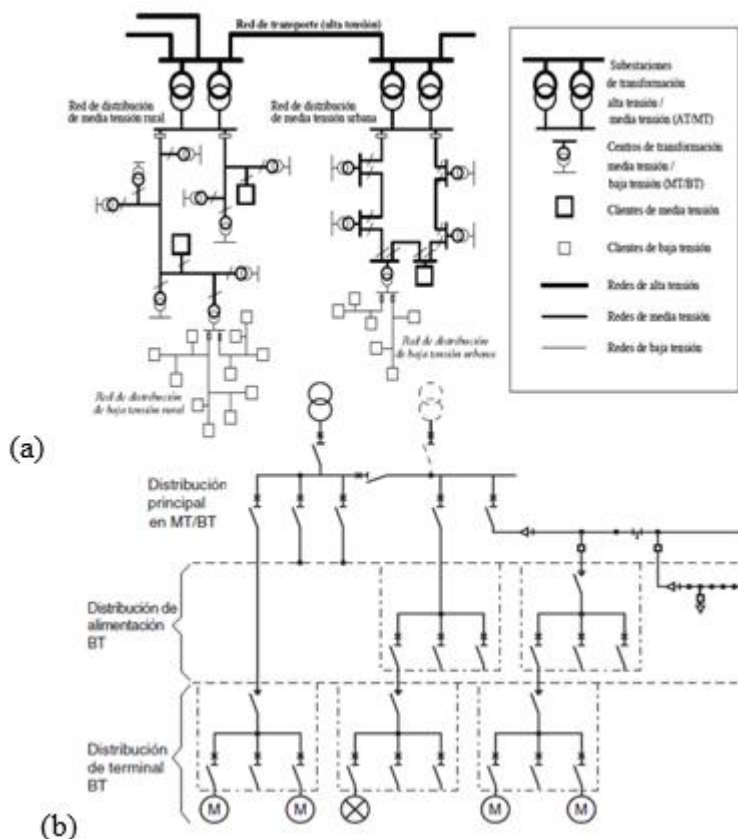 Red de transporte (alta tensión)
Red de distribución
de media tensión rural
Red de distribución
de media tensión urbana
Red de distribución
de baja tensión urbana
Red de distribución
de baja tensión rural
Subestaciones
de transformación
alta tensión /
media tensión (AT/MT)
Centros de transformación
media tensión /
baja tensión (MT/BT)
Clientes de media tensión
Clientes de baja tensión
Redes de alta tensión
Redes de media tensión
Redes de baja tensión
(a)
Distribución
principal
en MT/BT
Distribución de
alimentación
BT
Distribución
de terminal
BT
M
M
M
M
(b)